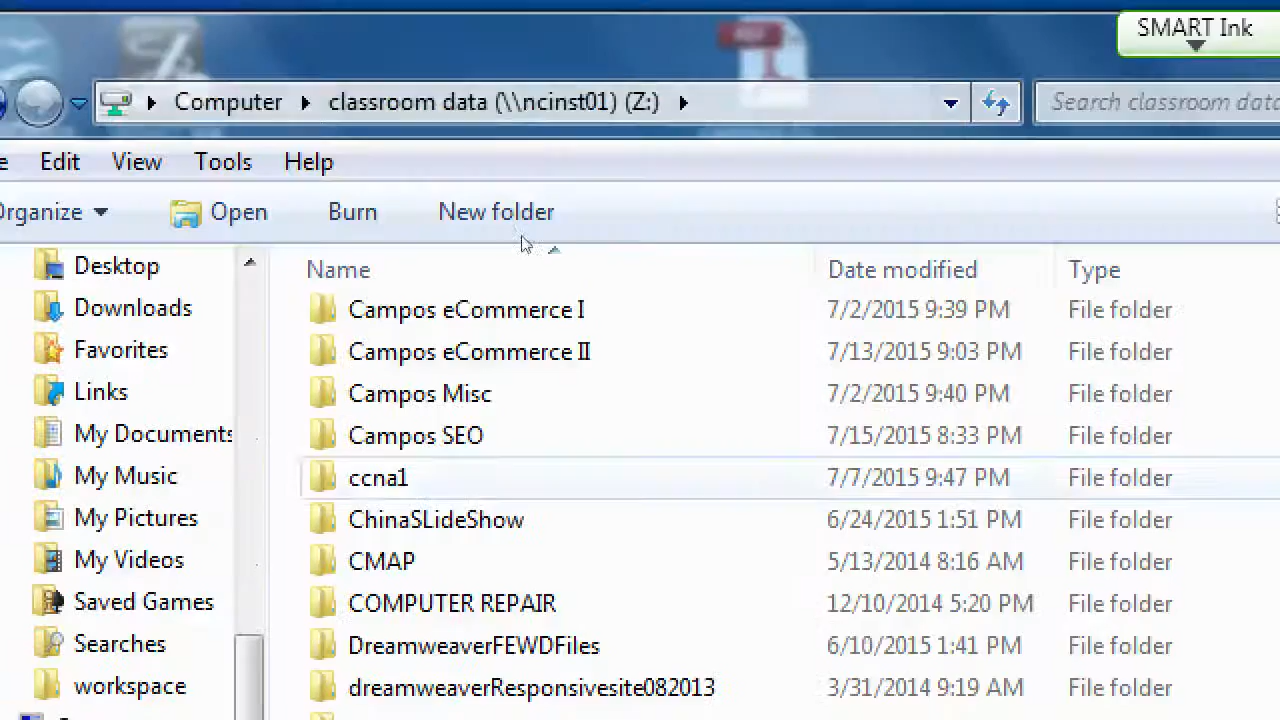 SMART Ink
Computer classroom data (\\ncinst01) (Z:) Search classroom data
Edit View Tools Help
Organize Open Burn New folder
Desktop
Downloads
Favorites
Links
My Documents
My Music
My Pictures
My Videos
Saved Games
Searches
workspace
Name Date modified Type
Campos eCommerce I 7/2/2015 9:39 PM File folder
Campos eCommerce II 7/13/2015 9:03 PM File folder
Campos Misc 7/2/2015 9:40 PM File folder
Campos SEO 7/15/2015 8:33 PM File folder
ccna1 7/7/2015 9:47 PM File folder
ChinaSLideShow 6/24/2015 1:51 PM File folder
CMAP 5/13/2014 8:16 AM File folder
COMPUTER REPAIR 12/10/2014 5:20 PM File folder
DreamweaverFEWDFiles 6/10/2015 1:41 PM File folder
dreamweaverResponsivesite082013 3/31/2014 9:19 AM File folder